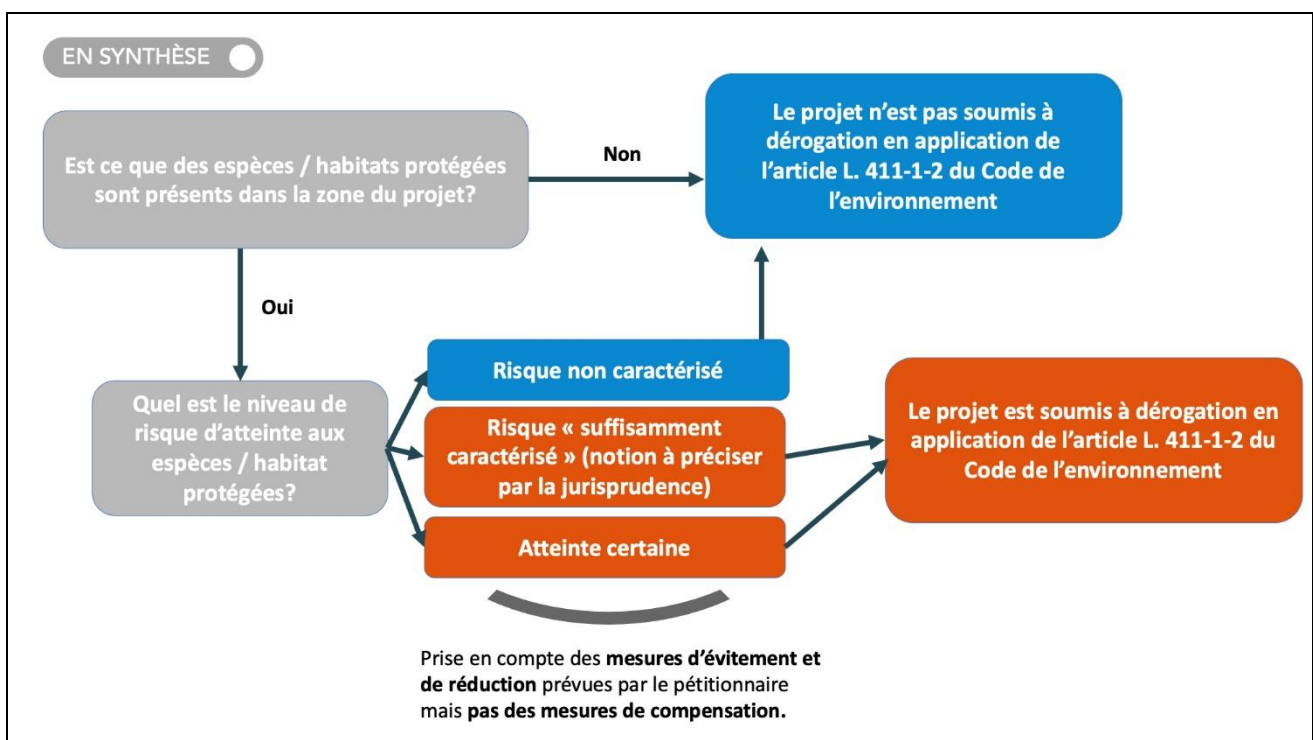 EN SYNTHÈSE
Est ce que des espèces / habitats protégées
sont présents dans la zone du projet?
Non
Le projet n'est pas soumis à
dérogation en application de
l'article L. 411-1-2 du Code de
l'environnement
Oui
Quel est le niveau de
risque d'atteinte aux
espèces / habitat
protégées?
Risque non caractérisé
Risque « suffisamment
caractérisé » (notion à préciser
par la jurisprudence)
Atteinte certaine
Le projet est soumis à dérogation en
application de l'article L. 411-1-2 du
Code de l'environnement
Prise en compte des mesures d'évitement et
de réduction prévues par le pétitionnaire
mais pas des mesures de compensation.